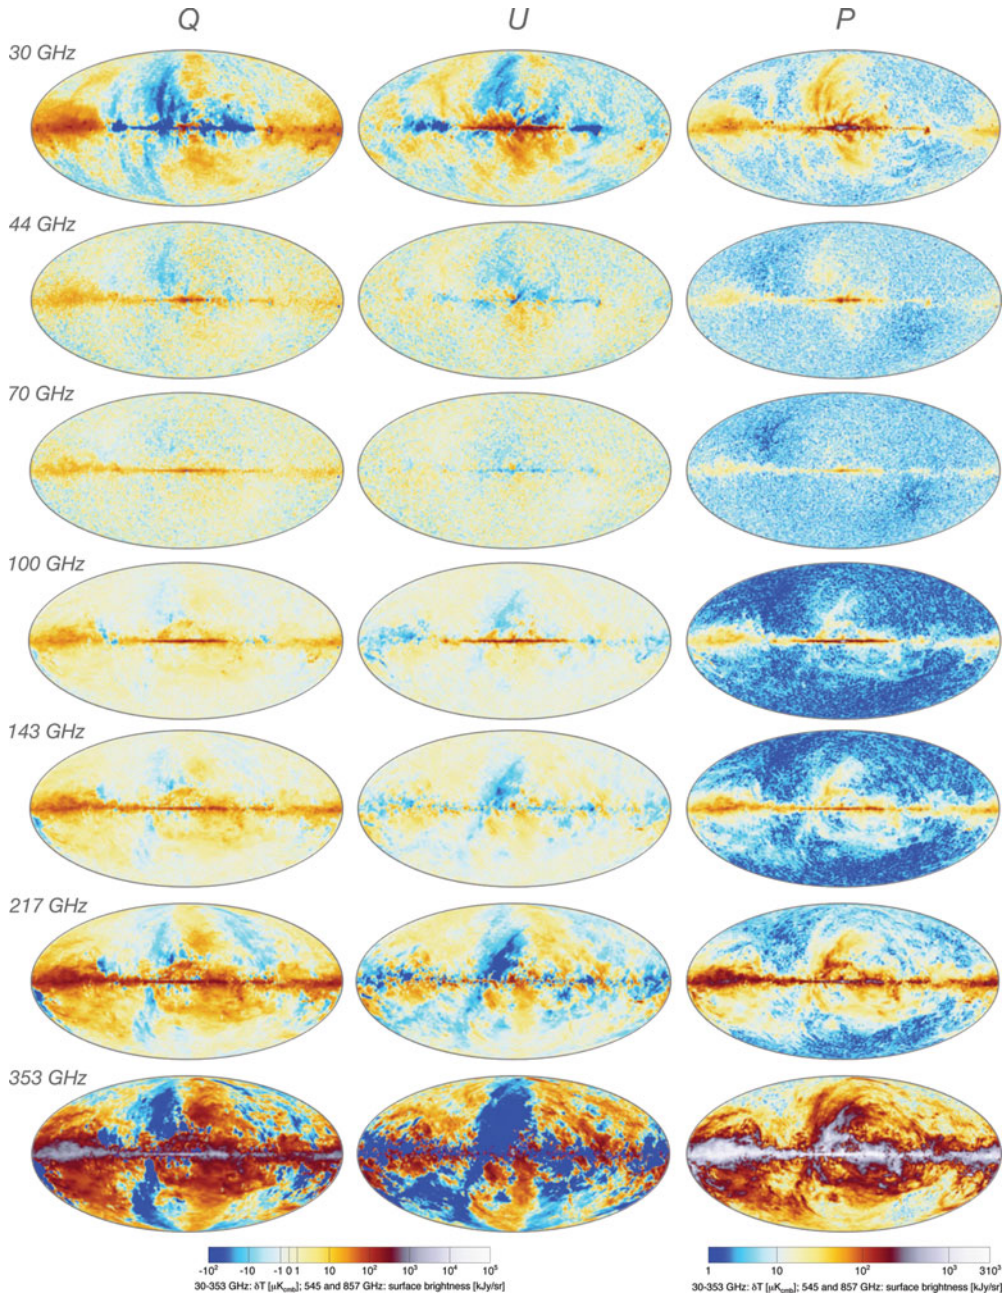 Q U P
30 GHz
44 GHz
70 GHz
100 GHz
143 GHz
217 GHz
353 GHz
-10³ -10² -10 -1 0 1 10 10² 10³ 10⁴ 10⁵
30-353 GHz: δT [μK_cmb]; 545 and 857 GHz: surface brightness [kJy/sr]
1 10 10² 10³ 310³
30-353 GHz: δT [μK_cmb]; 545 and 857 GHz: surface brightness [kJy/sr]